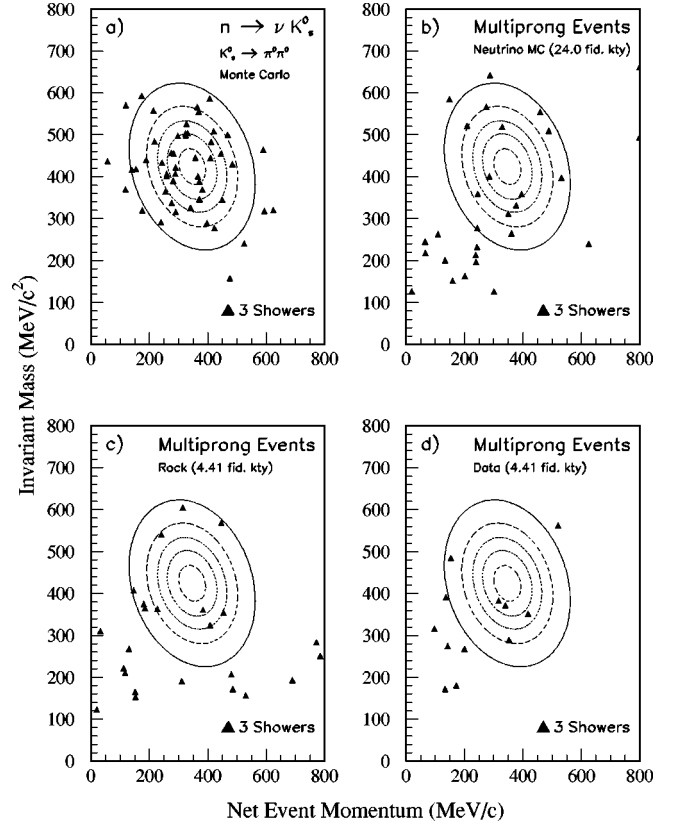 a) n → ν K⁰ₛ
K⁰ₛ → π⁰π⁰
Monte Carlo
800
700
600
500
400
300
200
100
0
▲ 3 Showers
0 200 400 600 800
b) Multiprong Events
Neutrino MC (24.0 fid. kty)
800
700
600
500
400
300
200
100
0
▲ 3 Showers
0 200 400 600 800
Invariant Mass (MeV/c²)
c) Multiprong Events
Rock (4.41 fid. kty)
800
700
600
500
400
300
200
100
0
▲ 3 Showers
0 200 400 600 800
d) Multiprong Events
Data (4.41 fid. kty)
800
700
600
500
400
300
200
100
0
▲ 3 Showers
0 200 400 600 800
Net Event Momentum (MeV/c)